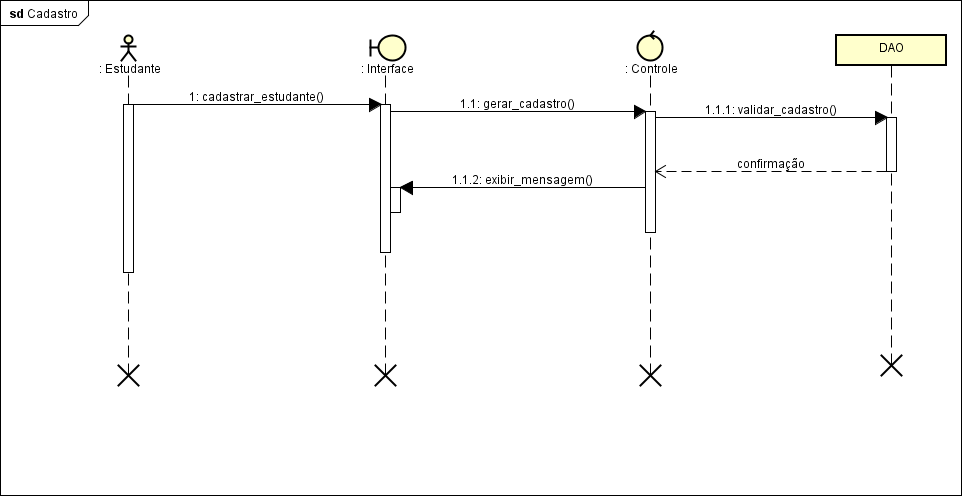 sd Cadastro
: Estudante
: Interface
: Controle
DAO
1: cadastrar_estudante()
1.1: gerar_cadastro()
1.1.1: validar_cadastro()
confirmação
1.1.2: exibir_mensagem()